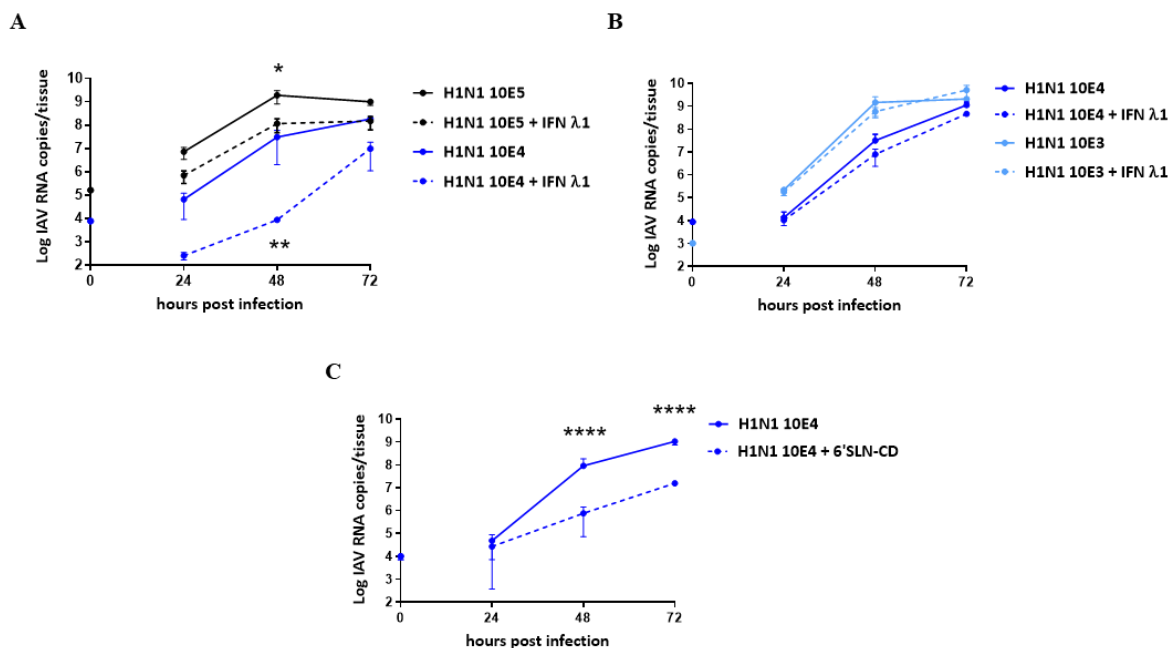 A
Log IAV RNA copies/tissue
10
9
8
7
6
5
4
3
2
0
24
48
72
hours post infection
*
**
H1N1 10E5
H1N1 10E5 + IFN λ1
H1N1 10E4
H1N1 10E4 + IFN λ1
B
Log IAV RNA copies/tissue
10
9
8
7
6
5
4
3
2
0
24
48
72
hours post infection
H1N1 10E4
H1N1 10E4 + IFN λ1
H1N1 10E3
H1N1 10E3 + IFN λ1
C
Log IAV RNA copies/tissue
10
9
8
7
6
5
4
3
2
0
24
48
72
hours post infection
****
****
H1N1 10E4
H1N1 10E4 + 6'SLN-CD